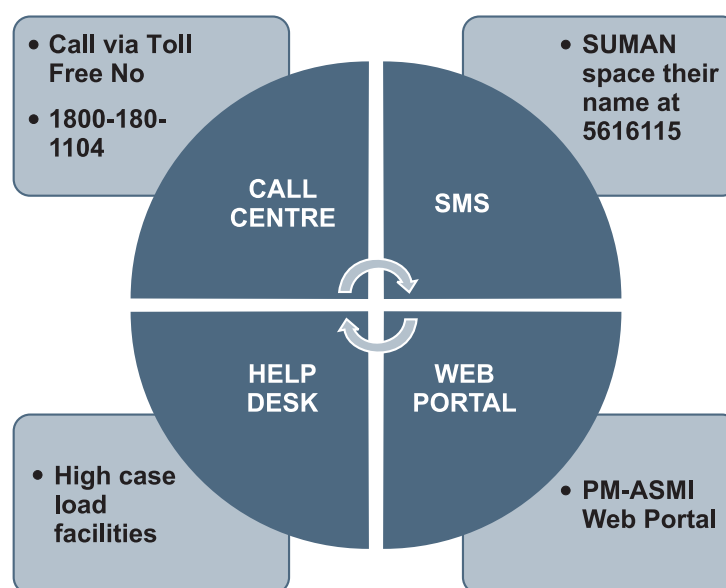 • Call via Toll
Free No
• 1800-180-
1104
• SUMAN
space their
name at
5616115
CALL
CENTRE
SMS
HELP
DESK
WEB
PORTAL
• High case
load
facilities
• PM-ASMI
Web Portal